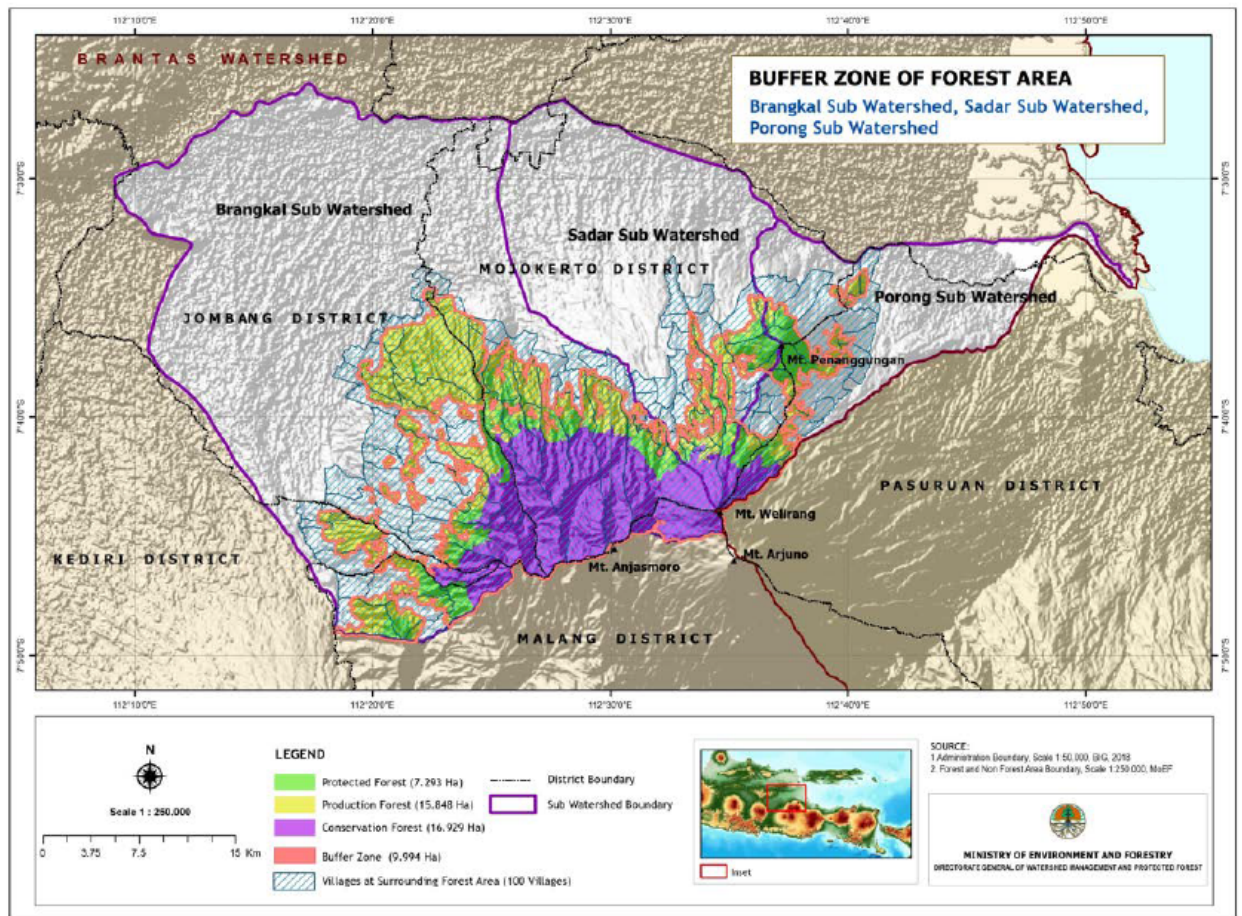 112°10'0"E 112°20'0"E 112°30'0"E 112°40'0"E 112°50'0"E
BRANTAS WATERSHED
BUFFER ZONE OF FOREST AREA
Brangkal Sub Watershed, Sadar Sub Watershed,
Porong Sub Watershed
7°30'0"S 7°30'0"S
Brangkal Sub Watershed
Sadar Sub Watershed
MOJOKERTO DISTRICT
Porong Sub Watershed
JOMBANG DISTRICT
Mt. Penanggungan
7°40'0"S 7°40'0"S
PASURUAN DISTRICT
Mt. Welirang
KEDIRI DISTRICT
Mt. Arjuno
Mt. Anjasmoro
MALANG DISTRICT
7°50'0"S 7°50'0"S
112°10'0"E 112°20'0"E 112°30'0"E 112°40'0"E 112°50'0"E
N
Scale 1 : 250.000
0 3.75 7.5 15 Km
LEGEND
Protected Forest (7.293 Ha)
Production Forest (15.848 Ha)
Conservation Forest (16.929 Ha)
Buffer Zone (9.994 Ha)
Villages at Surrounding Forest Area (100 Villages)
District Boundary
Sub Watershed Boundary
Inset
SOURCE:
1.Administration Boundary, Scale 1:50,000, BIG, 2018
2. Forest and Non Forest Area Boundary, Scale 1:250.000, MoEF
MINISTRY OF ENVIRONMENT AND FORESTRY
DIRECTORATE GENERAL OF WATERSHED MANAGEMENT AND PROTECTED FOREST